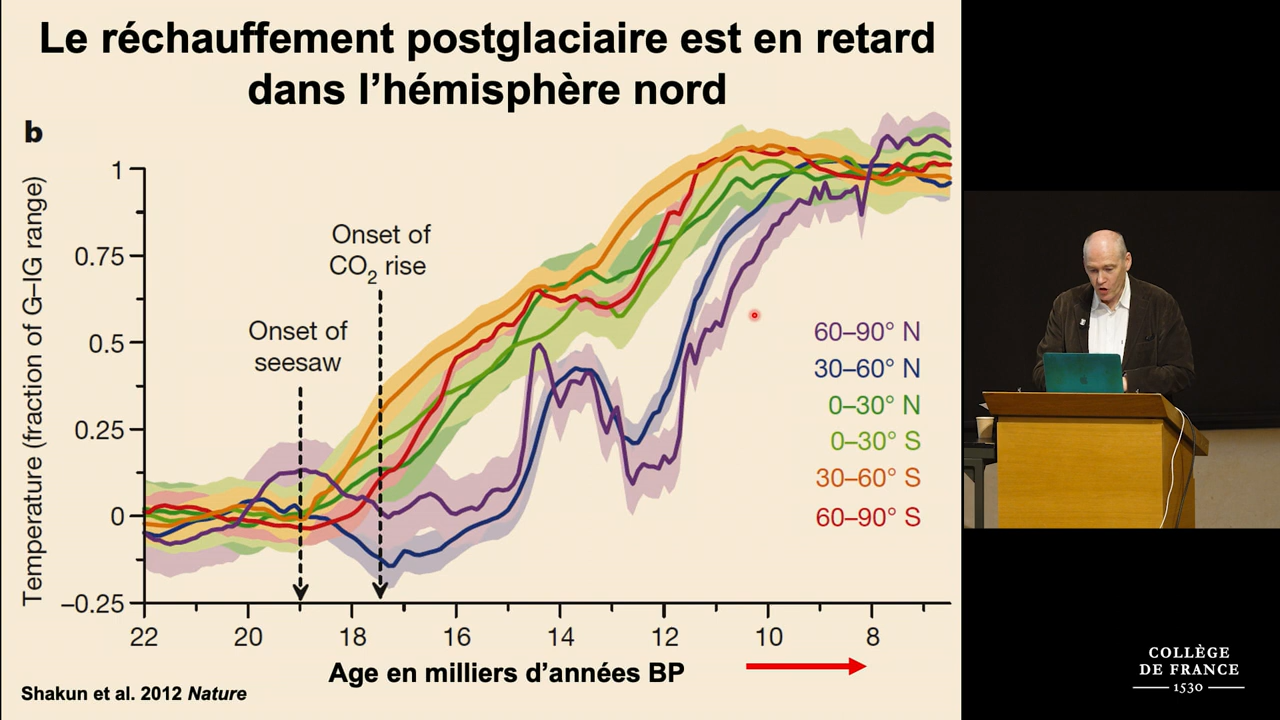 Le réchauffement postglaciaire est en retard
dans l’hémisphère nord
b
Temperature (fraction of G–IG range)
1
0.75
0.5
0.25
0
−0.25
Onset of
seesaw
Onset of
CO2 rise
60–90° N
30–60° N
0–30° N
0–30° S
30–60° S
60–90° S
22 20 18 16 14 12 10 8
Age en milliers d’années BP
Shakun et al. 2012 Nature
COLLÈGE
DE FRANCE
1530